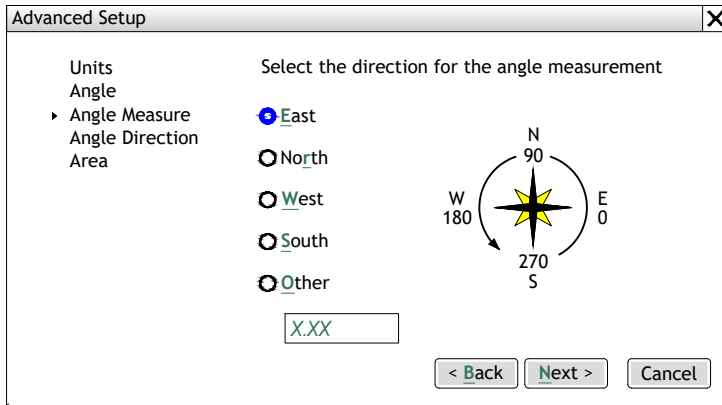 Advanced Setup
Units
Angle
Angle Measure
Angle Direction
Area
Select the direction for the angle measurement
East
North
West
South
Other
X.XX
N
90
W
180
E
0
270
S
< Back
Next >
Cancel